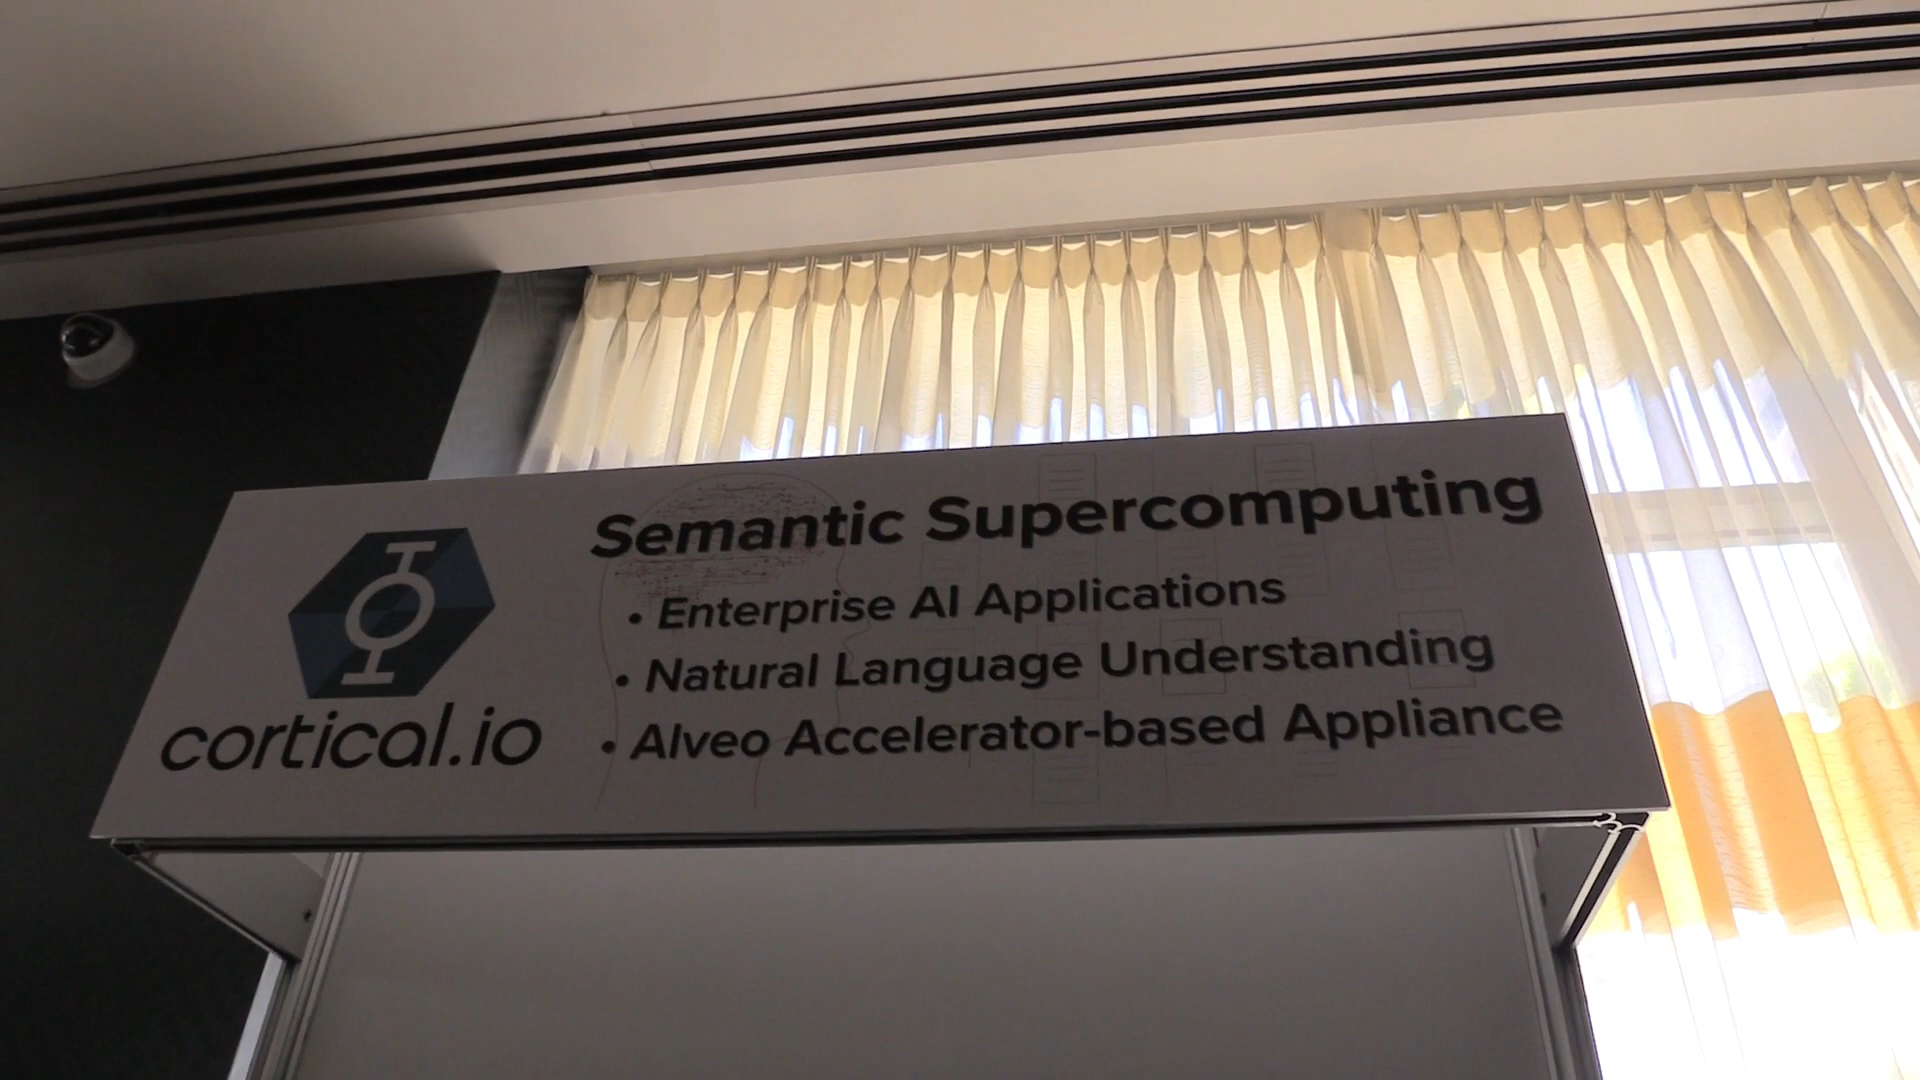 cortical.io
Semantic Supercomputing
• Enterprise AI Applications
• Natural Language Understanding
• Alveo Accelerator-based Appliance